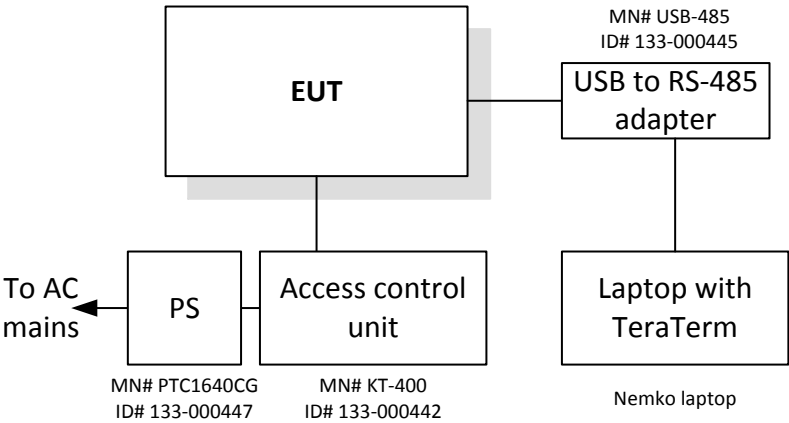 MN# USB-485
ID# 133-000445
EUT
USB to RS-485
adapter
To AC
mains
PS
Access control
unit
Laptop with
TeraTerm
MN# PTC1640CG
ID# 133-000447
MN# KT-400
ID# 133-000442
Nemko laptop